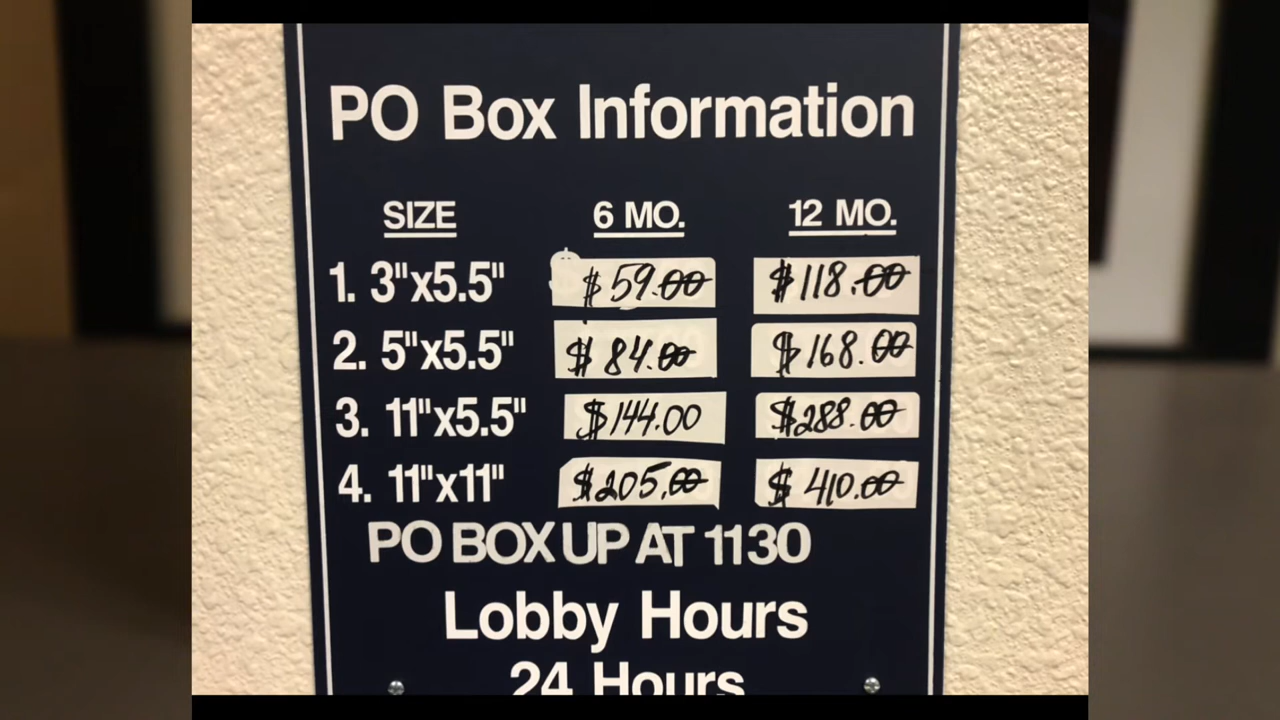 PO Box Information
SIZE 6 MO. 12 MO.
1. 3"x5.5" $59.00 $118.00
2. 5"x5.5" $84.00 $168.00
3. 11"x5.5" $144.00 $288.00
4. 11"x11" $205.00 $410.00
PO BOX UP AT 1130
Lobby Hours
24 Hours